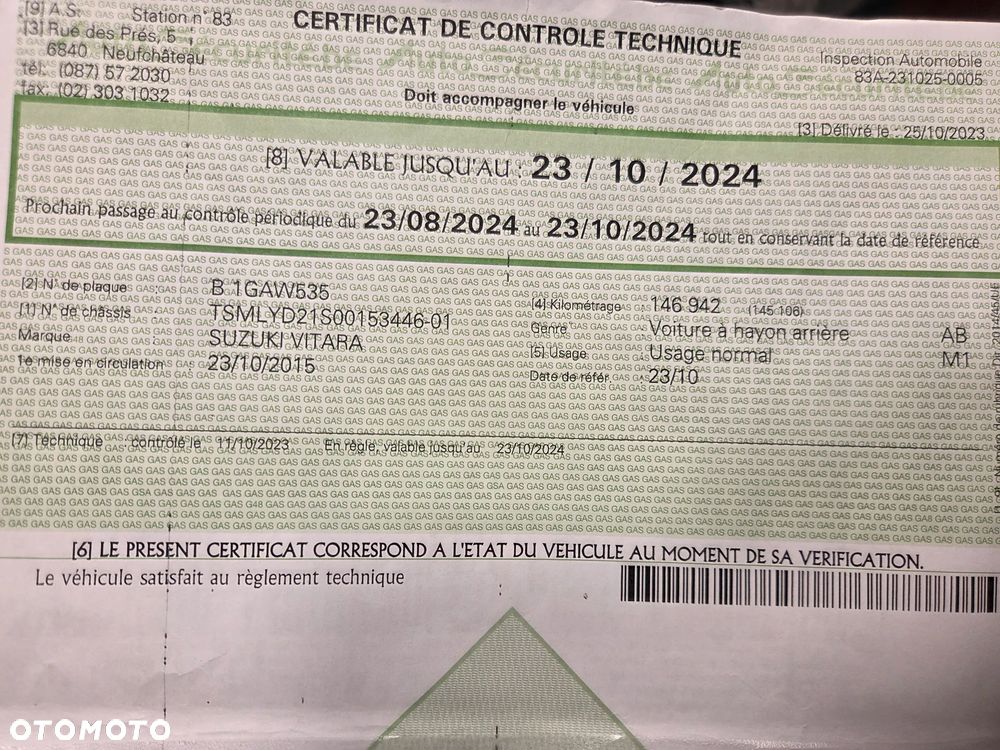 [9] A.S. Station n° 83
CERTIFICAT DE CONTROLE TECHNIQUE
[3] Rue des Prés, 5
6840, Neufchâteau
tél. (087) 57 2030
fax. (02) 303 1032
Inspection Automobile
83A-231025-0005
Doit accompagner le véhicule
[3] Délivré le : 25/10/2023
[8] VALABLE JUSQU'AU : 23 / 10 / 2024
Prochain passage au contrôle périodique du 23/08/2024 au 23/10/2024 tout en conservant la date de référence
[2] N° de plaque B 1GAW535
[1] N° de châssis TSMLYD21S00153446-01
Marque SUZUKI VITARA
1e mise en circulation 23/10/2015
[4] Kilométrage 146 942 (145 106)
Genre Voiture à hayon arrière AB
[5] Usage Usage normal M1
Date de référ. 23/10
[7] Technique contrôlé le 11/10/2023 En règle, valable jusqu'au 23/10/2024
[6] LE PRESENT CERTIFICAT CORRESPOND A L'ETAT DU VEHICULE AU MOMENT DE SA VERIFICATION.
Le véhicule satisfait au règlement technique
OTOMOTO